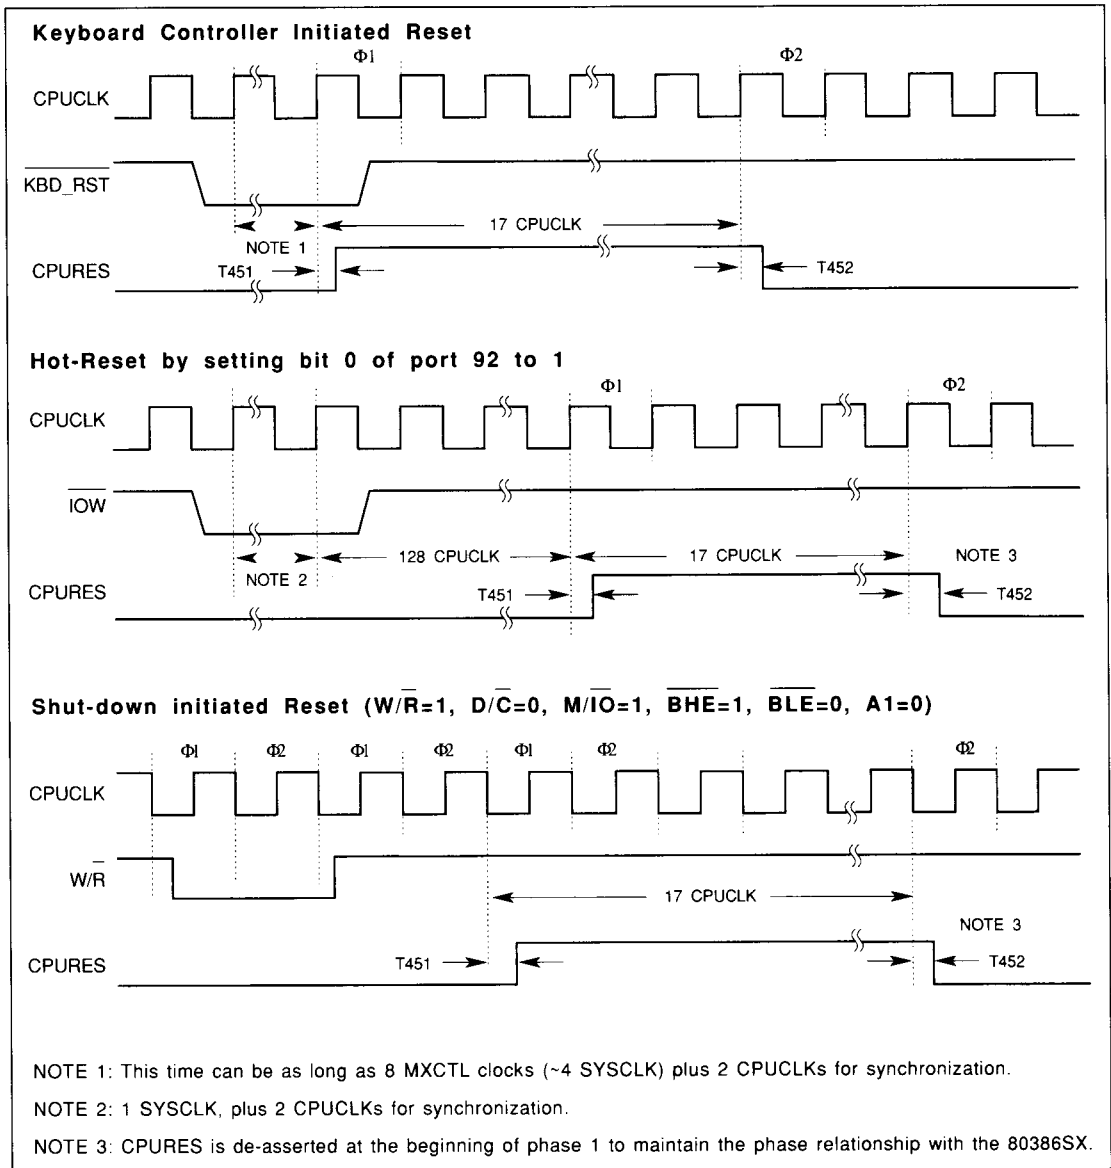 Keyboard Controller Initiated Reset
Φ1 Φ2
CPUCLK
K̅B̅D̅_̅R̅S̅T̅
17 CPUCLK
NOTE 1
CPURES
T451 T452
Hot-Reset by setting bit 0 of port 92 to 1
Φ1 Φ2
CPUCLK
I̅O̅W̅
128 CPUCLK 17 CPUCLK NOTE 3
NOTE 2
CPURES
T451 T452
Shut-down initiated Reset (W/R̅=1, D/C̅=0, M/I̅O̅=1, B̅H̅E̅=1, B̅L̅E̅=0, A1=0)
Φ1 Φ2 Φ1 Φ2 Φ1 Φ2 Φ2
CPUCLK
W/R̅
17 CPUCLK
NOTE 3
CPURES
T451 T452
NOTE 1: This time can be as long as 8 MXCTL clocks (~4 SYSCLK) plus 2 CPUCLKs for synchronization.
NOTE 2: 1 SYSCLK, plus 2 CPUCLKs for synchronization.
NOTE 3: CPURES is de-asserted at the beginning of phase 1 to maintain the phase relationship with the 80386SX.